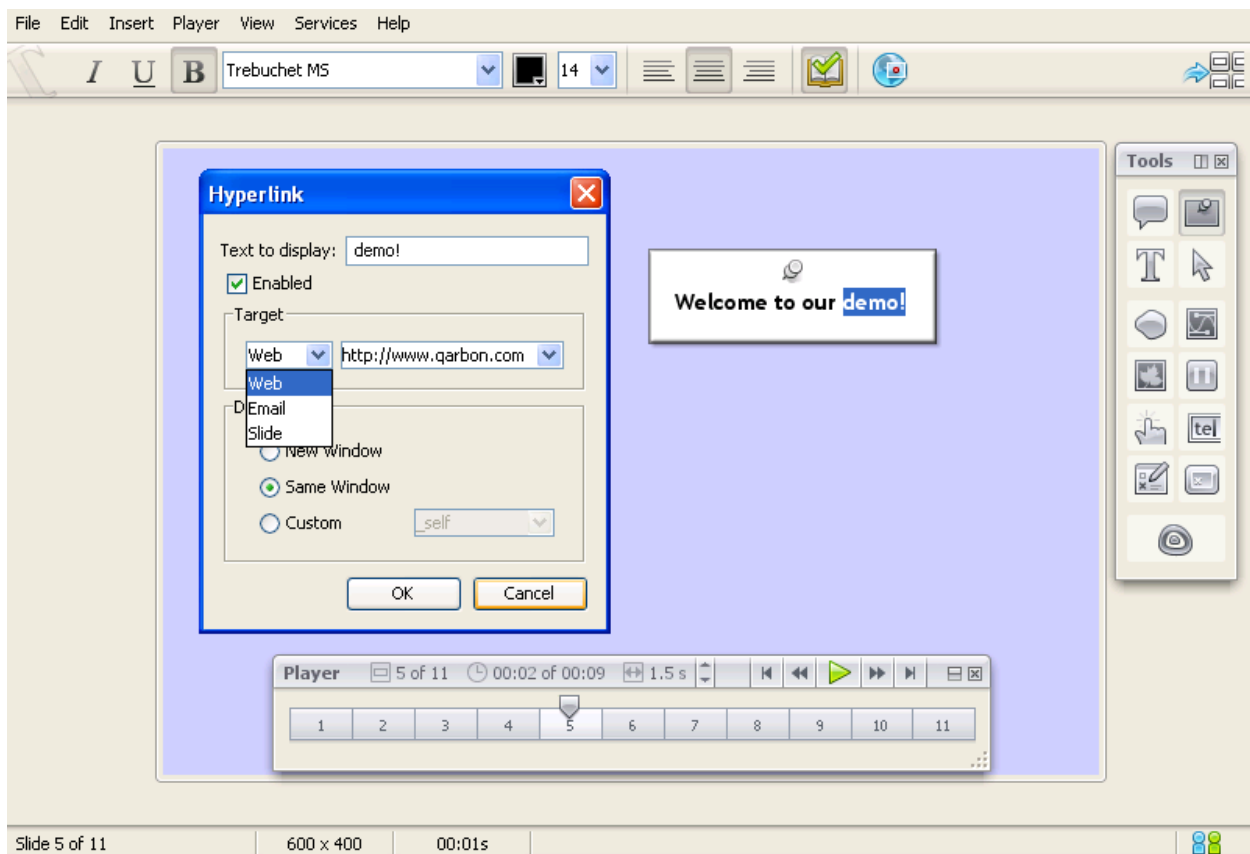 File Edit Insert Player View Services Help
I U B Trebuchet MS 14
Tools
Hyperlink
Text to display: demo!
Enabled
Target
Web http://www.qarbon.com
Web
Email
Slide
New Window
Same Window
Custom _self
OK Cancel
Welcome to our demo!
T
tel
Player 5 of 11 00:02 of 00:09 1.5 s
1 2 3 4 5 6 7 8 9 10 11
Slide 5 of 11 600 x 400 00:01s